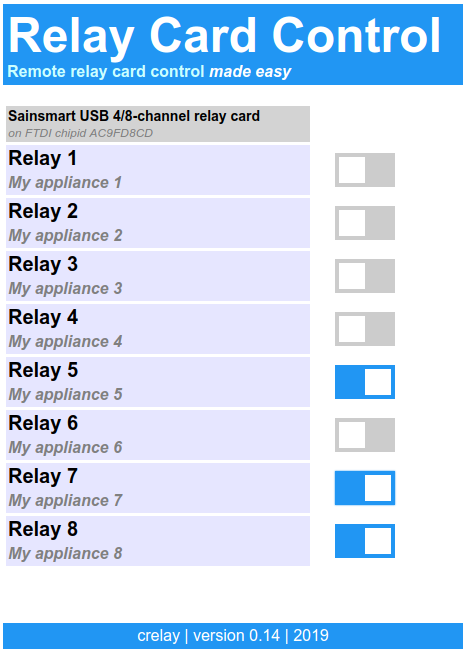 Relay Card Control
Remote relay card control made easy
Sainsmart USB 4/8-channel relay card
on FTDI chipid AC9FD8CD
Relay 1
My appliance 1
Relay 2
My appliance 2
Relay 3
My appliance 3
Relay 4
My appliance 4
Relay 5
My appliance 5
Relay 6
My appliance 6
Relay 7
My appliance 7
Relay 8
My appliance 8
crelay | version 0.14 | 2019